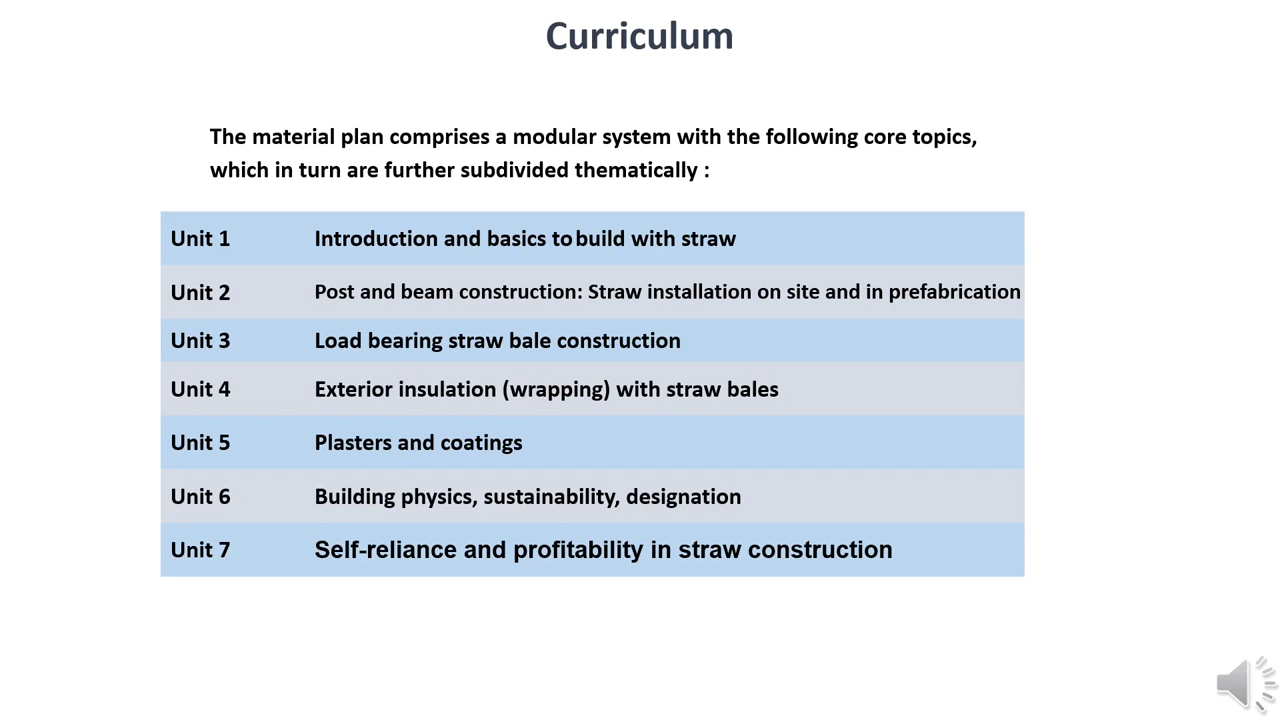 Curriculum
The material plan comprises a modular system with the following core topics,
which in turn are further subdivided thematically :
Unit 1 Introduction and basics to build with straw
Unit 2 Post and beam construction: Straw installation on site and in prefabrication
Unit 3 Load bearing straw bale construction
Unit 4 Exterior insulation (wrapping) with straw bales
Unit 5 Plasters and coatings
Unit 6 Building physics, sustainability, designation
Unit 7 Self-reliance and profitability in straw construction